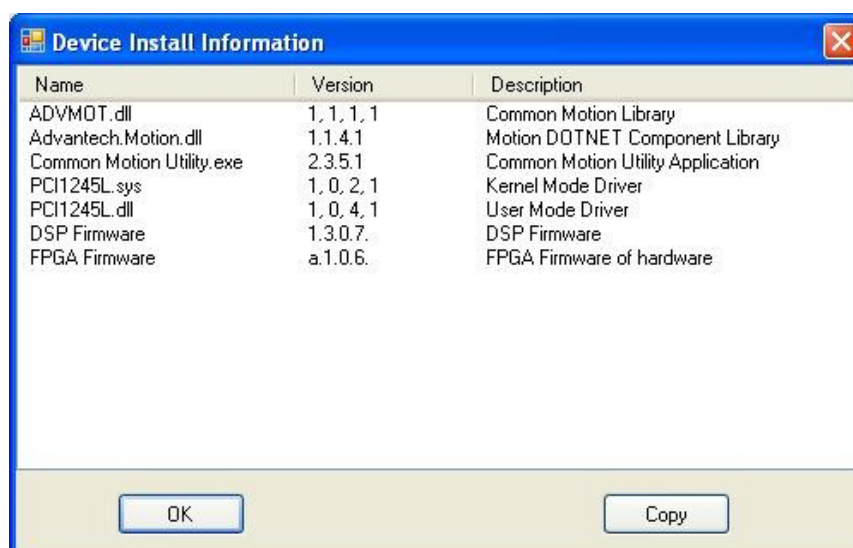 Device Install Information
Name Version Description
ADVMOT.dll 1, 1, 1, 1 Common Motion Library
Advantech.Motion.dll 1.1.4.1 Motion DOTNET Component Library
Common Motion Utility.exe 2.3.5.1 Common Motion Utility Application
PCI1245L.sys 1, 0, 2, 1 Kernel Mode Driver
PCI1245L.dll 1, 0, 4, 1 User Mode Driver
DSP Firmware 1.3.0.7. DSP Firmware
FPGA Firmware a.1.0.6. FPGA Firmware of hardware
OK Copy